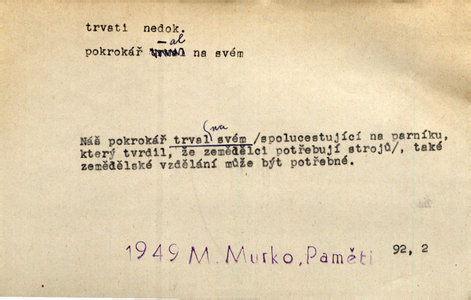 trvati nedok.
-al
pokrokář na svém
na
Náš pokrokář trval svém /spolucestující na parníku,
který tvrdil, že zemědělci potřebují strojů/, také
zemědělské vzdělání může být potřebné.
1949 M. Murko, Paměti 92, 2